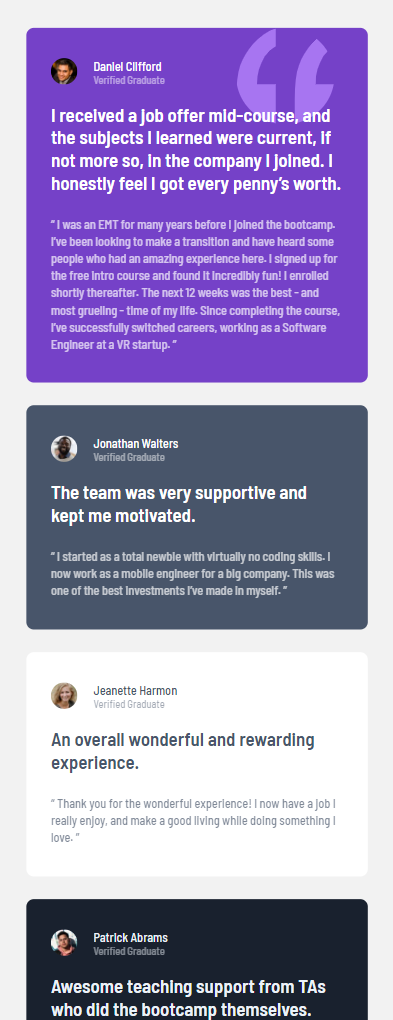 Daniel Clifford
Verified Graduate
I received a job offer mid-course, and
the subjects I learned were current, if
not more so, in the company I joined. I
honestly feel I got every penny’s worth.
“ I was an EMT for many years before I joined the bootcamp.
I’ve been looking to make a transition and have heard some
people who had an amazing experience here. I signed up for
the free intro course and found it incredibly fun! I enrolled
shortly thereafter. The next 12 weeks was the best - and
most grueling - time of my life. Since completing the course,
I’ve successfully switched careers, working as a Software
Engineer at a VR startup. ”
Jonathan Walters
Verified Graduate
The team was very supportive and
kept me motivated.
“ I started as a total newbie with virtually no coding skills. I
now work as a mobile engineer for a big company. This was
one of the best investments I’ve made in myself. ”
Jeanette Harmon
Verified Graduate
An overall wonderful and rewarding
experience.
“ Thank you for the wonderful experience! I now have a job I
really enjoy, and make a good living while doing something I
love. ”
Patrick Abrams
Verified Graduate
Awesome teaching support from TAs
who did the bootcamp themselves.